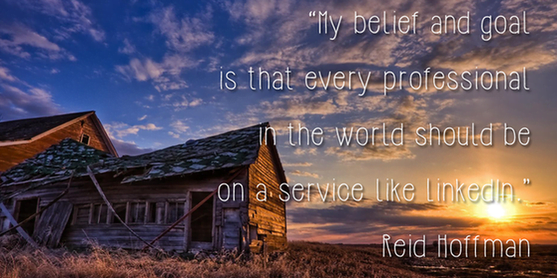 “My belief and goal
is that every professional
in the world should be
on a service like LinkedIn.”
Reid Hoffman